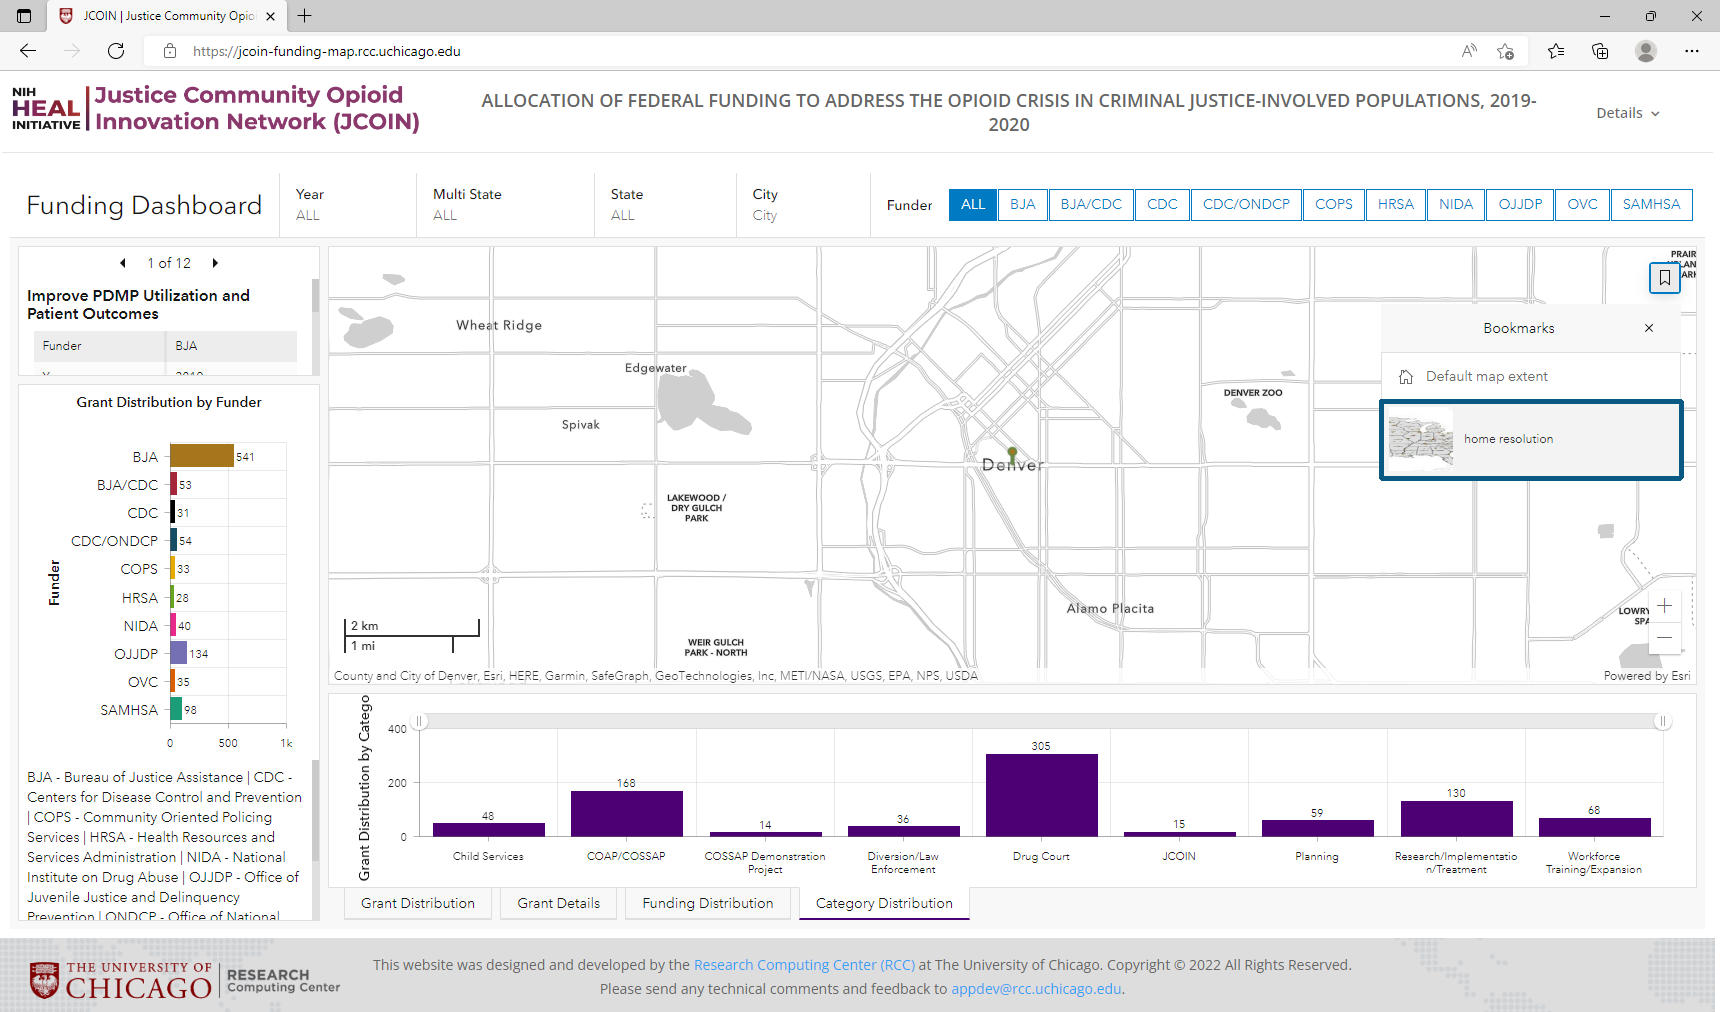 JCOIN | Justice Community Opio
https://jcoin-funding-map.rcc.uchicago.edu
NIH
HEAL
INITIATIVE
Justice Community Opioid
Innovation Network (JCOIN)
ALLOCATION OF FEDERAL FUNDING TO ADDRESS THE OPIOID CRISIS IN CRIMINAL JUSTICE-INVOLVED POPULATIONS, 2019-
2020
Details
Funding Dashboard
Year
ALL
Multi State
ALL
State
ALL
City
City
Funder
ALL
BJA
BJA/CDC
CDC
CDC/ONDCP
COPS
HRSA
NIDA
OJJDP
OVC
SAMHSA
1 of 12
Improve PDMP Utilization and
Patient Outcomes
Funder BJA
Grant Distribution by Funder
Funder
BJA 541
BJA/CDC 53
CDC 31
CDC/ONDCP 54
COPS 33
HRSA 28
NIDA 40
OJJDP 134
OVC 35
SAMHSA 98
0 500 1k
BJA - Bureau of Justice Assistance | CDC -
Centers for Disease Control and Prevention
| COPS - Community Oriented Policing
Services | HRSA - Health Resources and
Services Administration | NIDA - National
Institute on Drug Abuse | OJJDP - Office of
Juvenile Justice and Delinquency
Prevention | ONDCP - Office of National
Wheat Ridge
Edgewater
Spivak
LAKEWOOD /
DRY GULCH
PARK
WEIR GULCH
PARK - NORTH
Denver
DENVER ZOO
Alamo Placita
PRAIR
LAN
ARK
LOWRY
SPA
Bookmarks
Default map extent
home resolution
2 km
1 mi
County and City of Denver, Esri, HERE, Garmin, SafeGraph, GeoTechnologies, Inc, METI/NASA, USGS, EPA, NPS, USDA
Powered by Esri
Grant Distribution by Catego
400
200
0
48
168
14
36
305
15
59
130
68
Child Services
COAP/COSSAP
COSSAP Demonstration
Project
Diversion/Law
Enforcement
Drug Court
JCOIN
Planning
Research/Implementatio
n/Treatment
Workforce
Training/Expansion
Grant Distribution
Grant Details
Funding Distribution
Category Distribution
THE UNIVERSITY OF
CHICAGO
RESEARCH
Computing Center
This website was designed and developed by the Research Computing Center (RCC) at The University of Chicago. Copyright © 2022 All Rights Reserved.
Please send any technical comments and feedback to appdev@rcc.uchicago.edu.